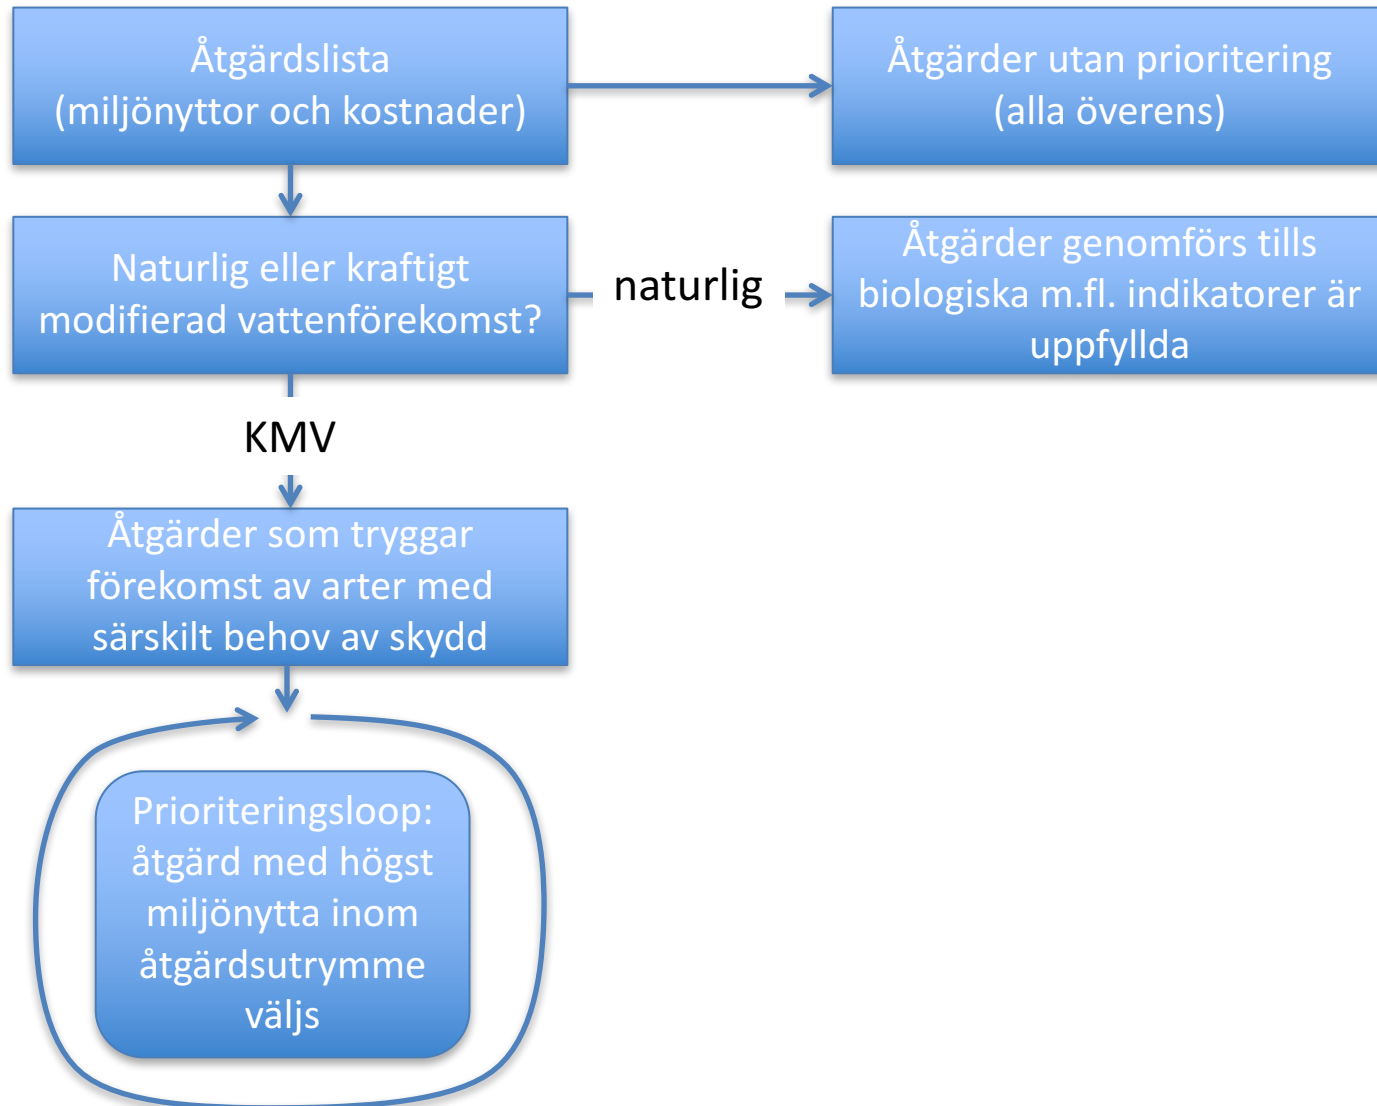 Åtgärdslista
(miljönyttor och kostnader)
Åtgärder utan prioritering
(alla överens)
Naturlig eller kraftigt
modifierad vattenförekomst?
naturlig
Åtgärder genomförs tills
biologiska m.fl. indikatorer är
uppfyllda
KMV
Åtgärder som tryggar
förekomst av arter med
särskilt behov av skydd
Prioriteringsloop:
åtgärd med högst
miljönytta inom
åtgärdsutrymme
väljs